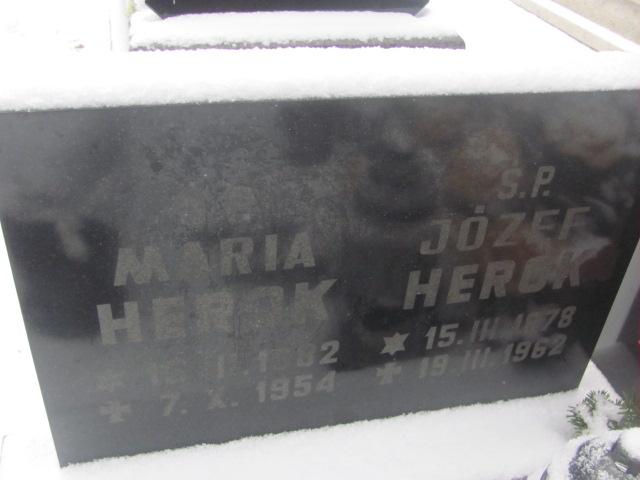 MARIA
HEROK
7. X. 1954
S.P.
JÓZEF
HEROK
15. III. 1878
19. III. 1962